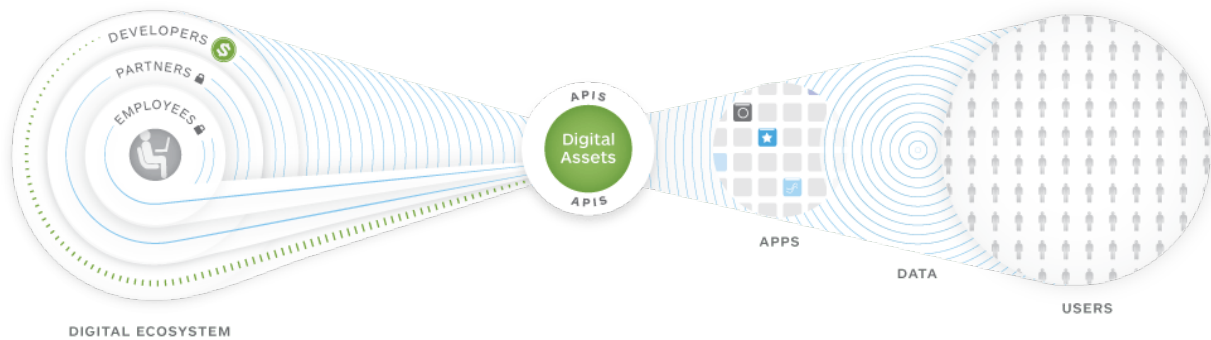 DEVELOPERS
PARTNERS
EMPLOYEES
DIGITAL ECOSYSTEM
APIS
Digital
Assets
APIS
APPS
DATA
USERS